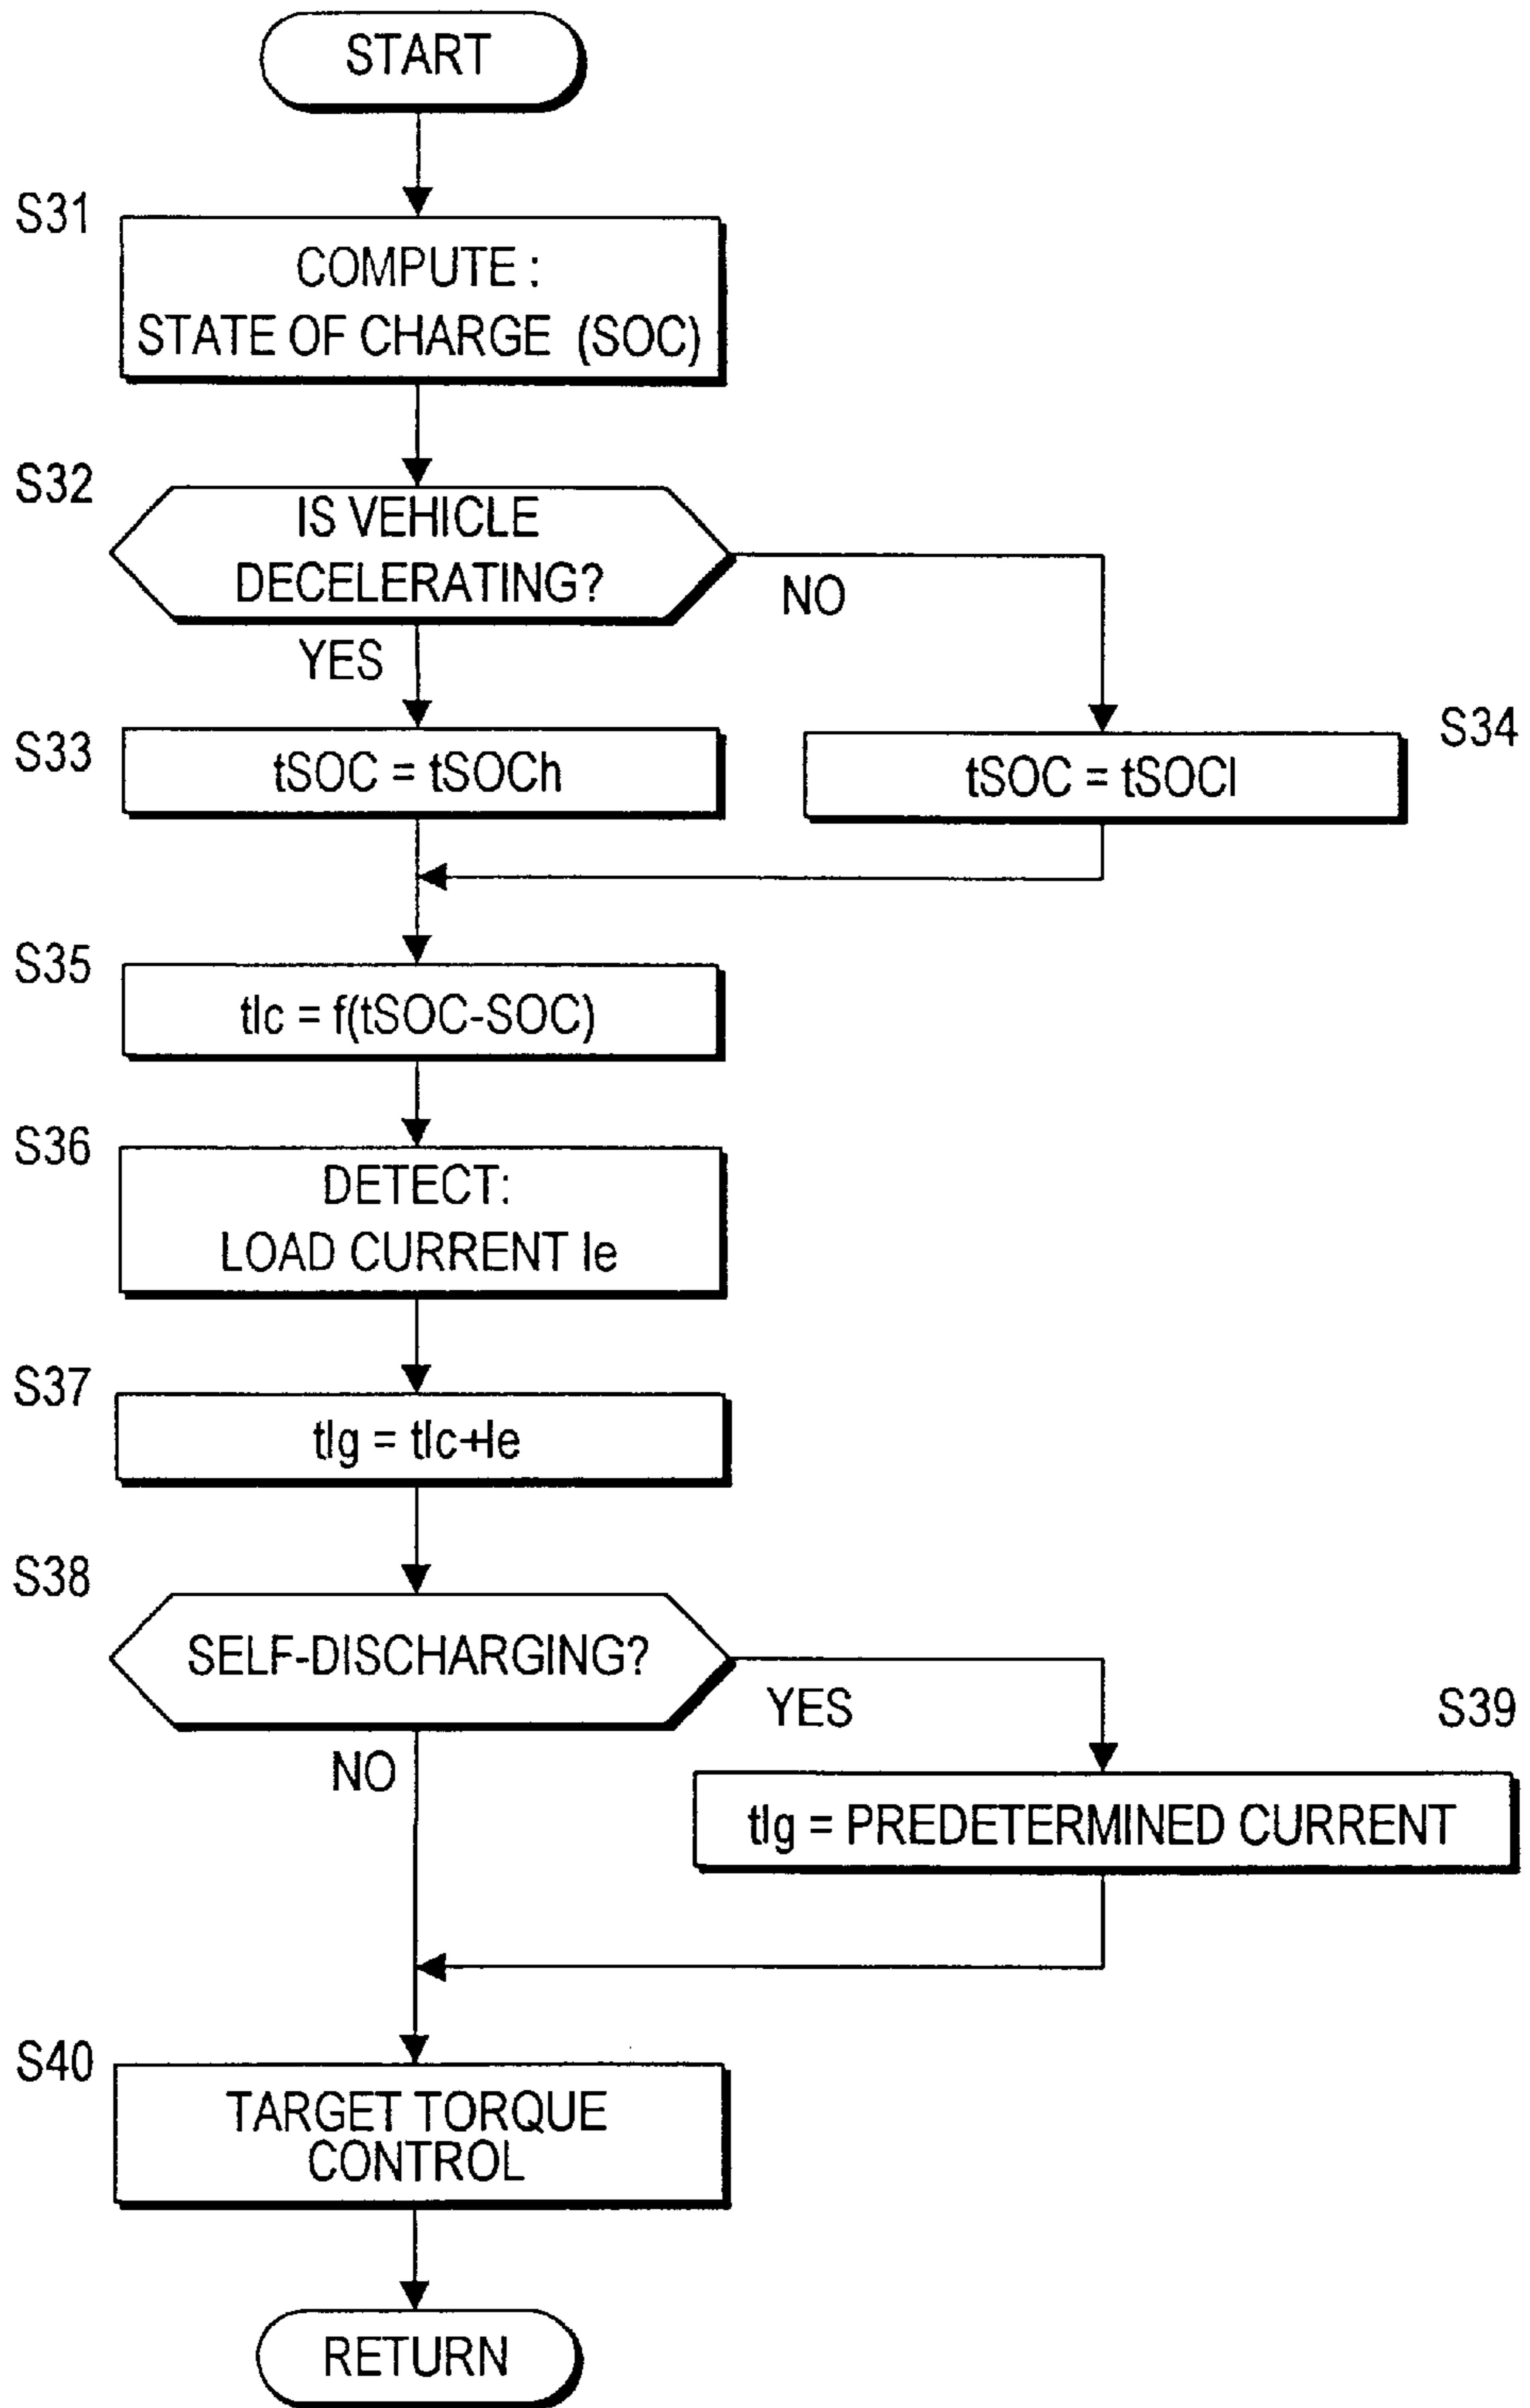 START
S31
COMPUTE :
STATE OF CHARGE (SOC)
S32
IS VEHICLE
DECELERATING?
NO
YES
S33
tSOC = tSOCh
S34
tSOC = tSOCl
S35
tIc = f(tSOC-SOC)
S36
DETECT:
LOAD CURRENT Ie
S37
tIg = tIc+Ie
S38
SELF-DISCHARGING?
YES
NO
S39
tIg = PREDETERMINED CURRENT
S40
TARGET TORQUE
CONTROL
RETURN